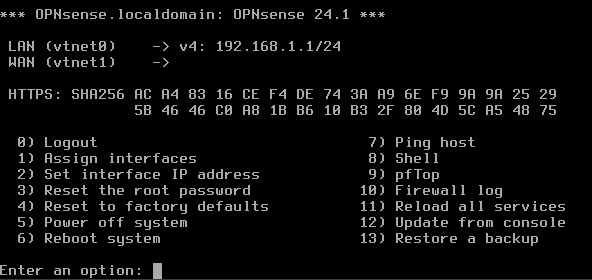 *** OPNsense.localdomain: OPNsense 24.1 ***
LAN (vtnet0)    -> v4: 192.168.1.1/24
WAN (vtnet1)    ->
HTTPS: SHA256 AC A4 83 16 CE F4 DE 74 3A A9 6E F9 9A 9A 25 29
5B 46 46 C0 A8 1B B6 10 B3 2F 80 4D 5C A5 48 75
0) Logout                              7) Ping host
1) Assign interfaces                   8) Shell
2) Set interface IP address            9) pfTop
3) Reset the root password            10) Firewall log
4) Reset to factory defaults          11) Reload all services
5) Power off system                   12) Update from console
6) Reboot system                      13) Restore a backup
Enter an option: